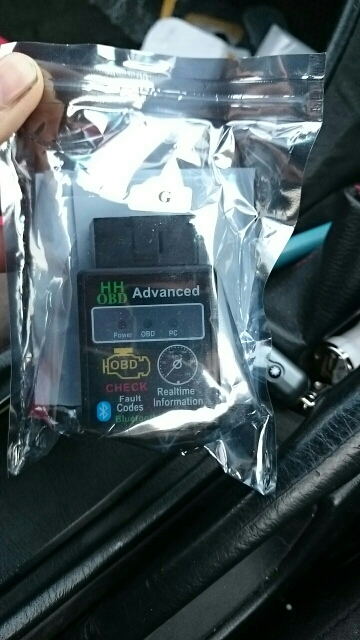 G
HH
OBD Advanced
Power OBD PC
OBD
CHECK
Fault
Codes
Realtime
Information
Bluetooth